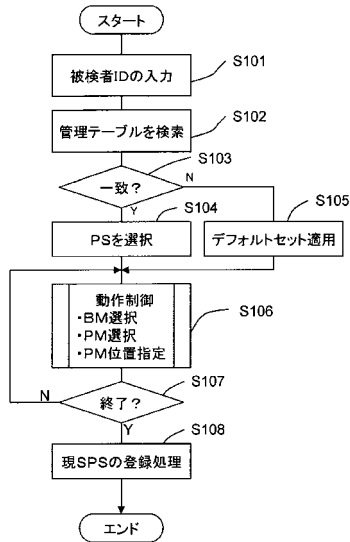 スタート
被検者IDの入力
S101
管理テーブルを検索
S102
一致?
S103
N
Y
PSを選択
S104
デフォルトセット適用
S105
動作制御
・BM選択
・PM選択
・PM位置指定
S106
終了?
S107
N
Y
現SPSの登録処理
S108
エンド